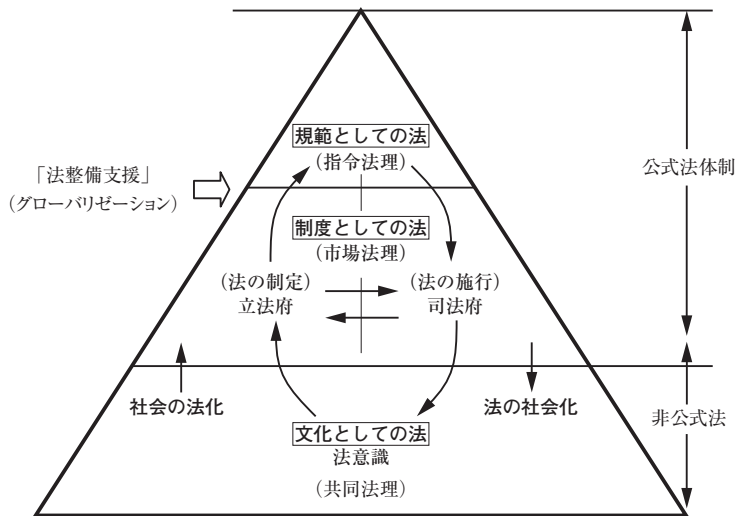 規範としての法
(指令法理)
「法整備支援」
(グローバリゼーション)
公式法体制
制度としての法
(市場法理)
(法の制定)
立法府
(法の施行)
司法府
社会の法化
法の社会化
非公式法
文化としての法
法意識
(共同法理)